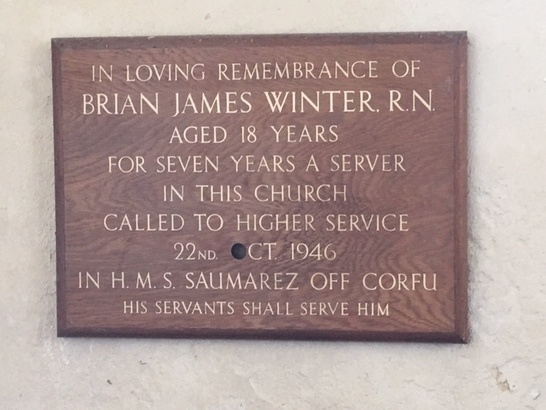 IN LOVING REMEMBRANCE OF
BRIAN JAMES WINTER. R.N.
AGED 18 YEARS
FOR SEVEN YEARS A SERVER
IN THIS CHURCH
CALLED TO HIGHER SERVICE
22ND. OCT. 1946
IN H.M.S. SAUMAREZ OFF CORFU
HIS SERVANTS SHALL SERVE HIM